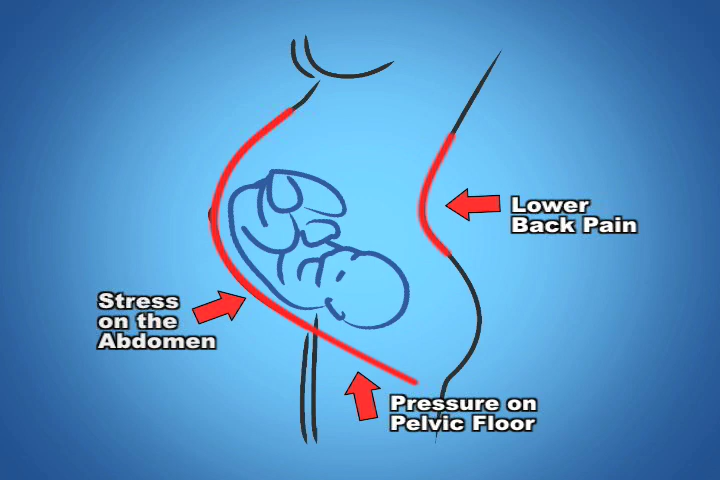 Lower
Back Pain
Stress
on the
Abdomen
Pressure on
Pelvic Floor